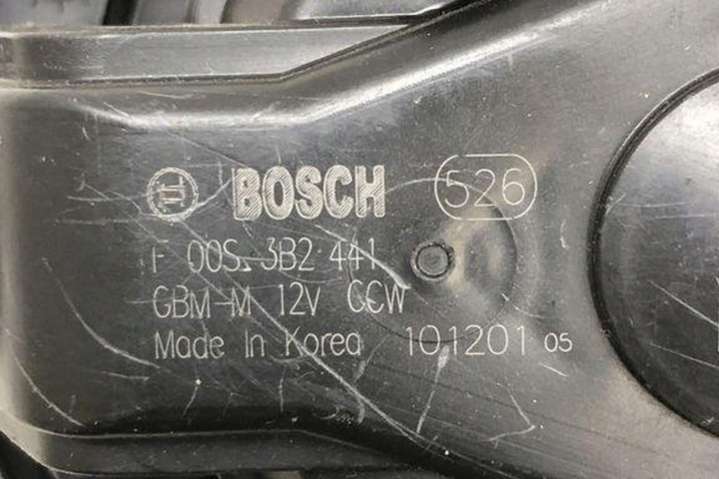 BOSCH 526
F 00S 3B2 441
GBM-M 12V CCW
Made In Korea 101201 05